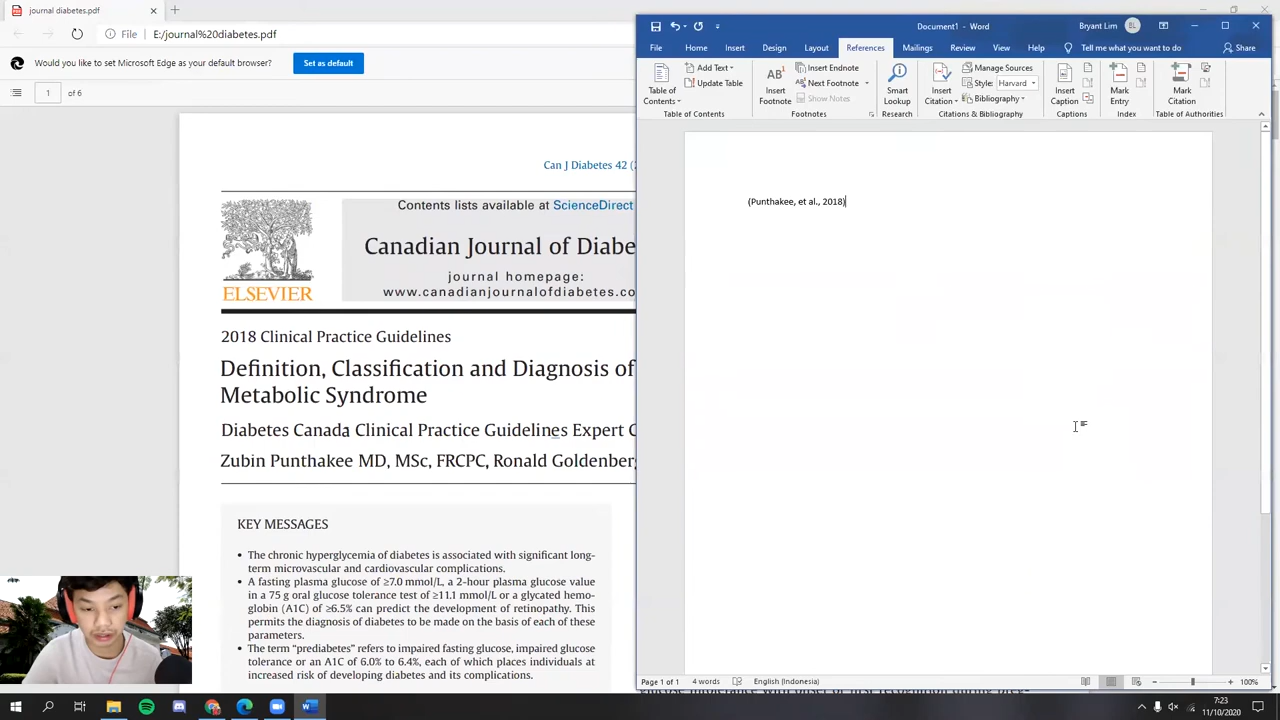 journal diabetes.pdf
File
E:/journal%20diabetes.pdf
Would you like to set Microsoft Edge as your default browser?
Set as default
1
of 6
Can J Diabetes 42 (2
Contents lists available at ScienceDirect
Canadian Journal of Diabe
journal homepage:
www.canadianjournalofdiabetes.co
ELSEVIER
2018 Clinical Practice Guidelines
Definition, Classification and Diagnosis of
Metabolic Syndrome
Diabetes Canada Clinical Practice Guidelines Expert C
Zubin Punthakee MD, MSc, FRCPC, Ronald Goldenberg
KEY MESSAGES
• The chronic hyperglycemia of diabetes is associated with significant long-
term microvascular and cardiovascular complications.
• A fasting plasma glucose of ≥7.0 mmol/L, a 2-hour plasma glucose value
in a 75 g oral glucose tolerance test of ≥11.1 mmol/L or a glycated hemo-
globin (A1C) of ≥6.5% can predict the development of retinopathy. This
permits the diagnosis of diabetes to be made on the basis of each of these
parameters.
• The term "prediabetes" refers to impaired fasting glucose, impaired glucose
tolerance or an A1C of 6.0% to 6.4%, each of which places individuals at
increased risk of developing diabetes and its complications.
Document1 - Word
Bryant Lim
BL
File
Home
Insert
Design
Layout
References
Mailings
Review
View
Help
Tell me what you want to do
Share
Table of
Contents
Add Text
Update Table
Table of Contents
AB1
Insert
Footnote
Insert Endnote
Next Footnote
Show Notes
Footnotes
Smart
Lookup
Research
Insert
Citation
Manage Sources
Style: Harvard
Bibliography
Citations & Bibliography
Insert
Caption
Captions
Mark
Entry
Index
Mark
Citation
Table of Authorities
(Punthakee, et al., 2018)
Page 1 of 1
4 words
English (Indonesia)
100%
7:23
11/10/2020